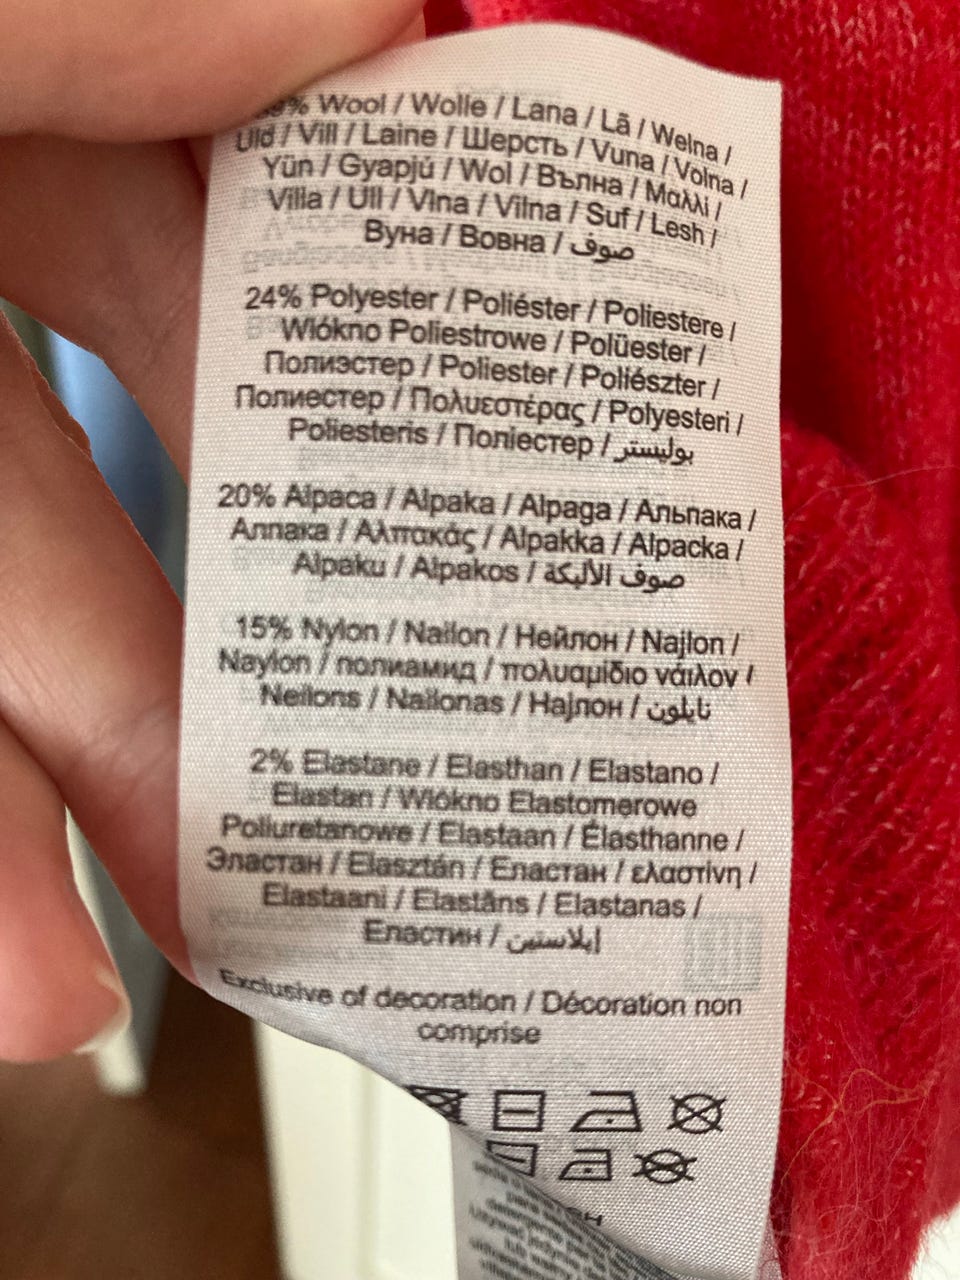 Wool / Wolle / Lana / Lã / Welna /
Uld / Vill / Laine / Шерсть / Vuna / Volna /
Yün / Gyapjú / Wol / Вълна / Μαλλί /
Villa / Ull / Vlna / Vilna / Suf / Lesh /
Вуна / Вовна / صوف
24% Polyester / Poliéster / Poliestere /
Wlókno Poliestrowe / Polüester /
Полиэстер / Poliester / Poliészter /
Полиестер / Πολυεστέρας / Polyesteri /
Poliesteris / Поліестер / بوليستر
20% Alpaca / Alpaka / Alpaga / Альпака /
Алпака / Αλπακάς / Alpakka / Alpacka /
Alpaku / Alpakos / صوف الألبكة
15% Nylon / Nailon / Нейлон / Najlon /
Naylon / полиамид / πολυαμίδιο νάιλον /
Neilons / Nailonas / Најлон / نايلون
2% Elastane / Elasthan / Elastano /
Elastan / Wlókno Elastomerowe
Poliuretanowe / Elastaan / Élasthanne /
Эластан / Elasztán / Еластан / ελαστίνη /
Elastaani / Elastāns / Elastanas /
Еластин / إيلاستين
Exclusive of decoration / Décoration non
comprise